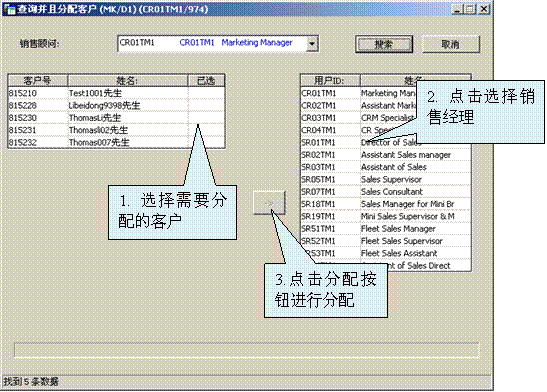 查询并且分配客户 (MK/D1) (CR01TM1/974)
销售顾问: CR01TM1 CR01TM1 Marketing Manager 搜索 取消
客户号 姓名: 已选
815210 Test1001先生
815228 Libeidong9398先生
815230 ThomasLi先生
815231 Thomasli02先生
815232 Thomas007先生
用户ID: 姓名:
CR01TM1 Marketing Man
CR02TM1 Assistant Mark
CR03TM1 CRM Specialist
CR04TM1 CR Spec
SR01TM1 Director of Sales
SR02TM1 Assistant Sales manager
SR03TM1 Assistant of Sales
SR05TM1 Sales Supervisor
SR07TM1 Sales Consultant
SR18TM1 Sales Manager for Mini Br
SR19TM1 Mini Sales Supervisor & M
SR51TM1 Fleet Sales Manager
SR52TM1 Fleet Sales Supervisor
SR53TM1 Fleet Sales Assistant
TM1 Assistant of Sales Direct
1. 选择需要分
配的客户
2. 点击选择销
售经理
3.点击分配按
钮进行分配
找到 5 条数据